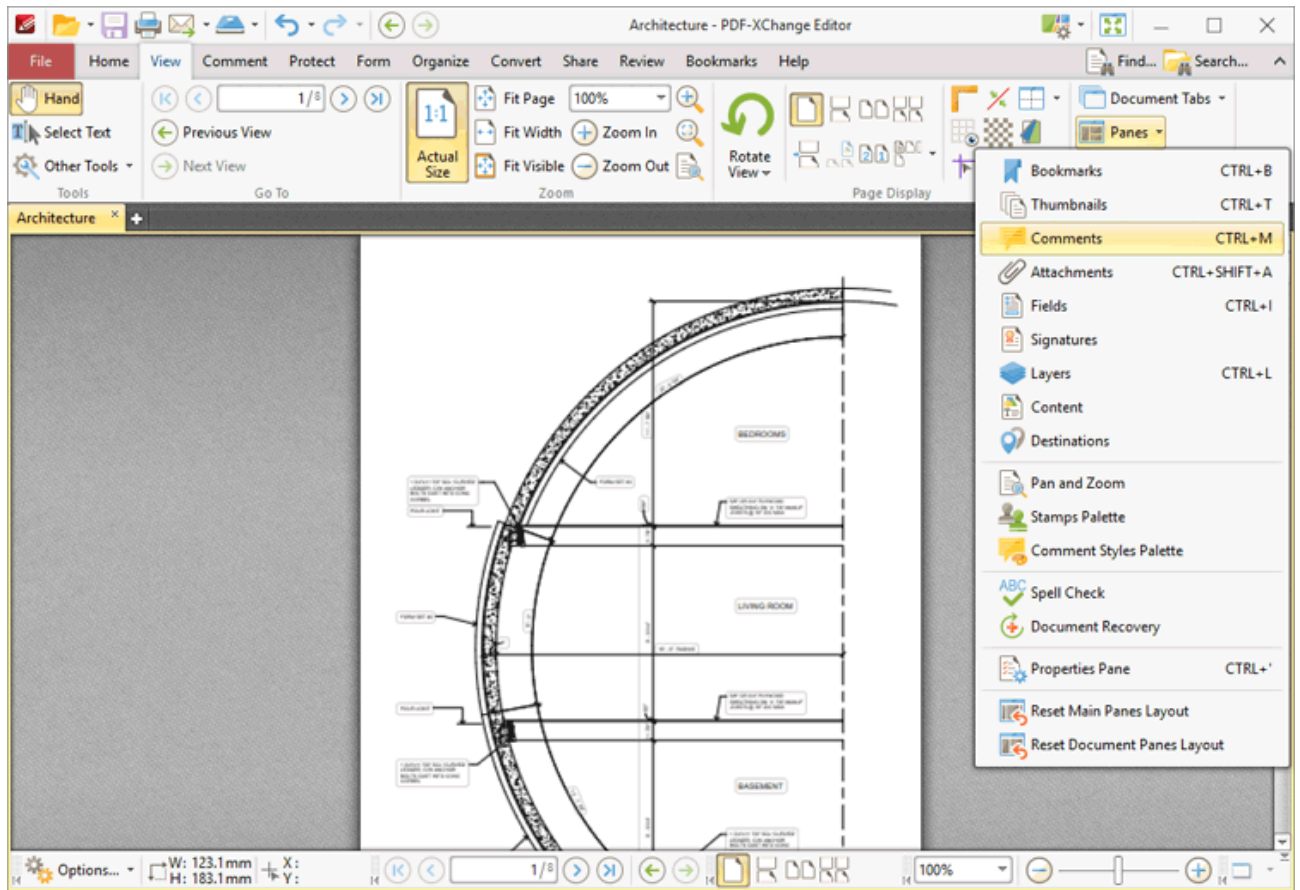 Architecture - PDF-XChange Editor
File Home View Comment Protect Form Organize Convert Share Review Bookmarks Help Find... Search...
Hand
Select Text
Other Tools
Tools
1/8
Previous View
Next View
Go To
1:1
Actual
Size
Fit Page 100%
Fit Width Zoom In
Fit Visible Zoom Out
Zoom
Rotate
View
Page Display
Document Tabs
Panes
Bookmarks CTRL+B
Thumbnails CTRL+T
Comments CTRL+M
Attachments CTRL+SHIFT+A
Fields CTRL+I
Signatures
Layers CTRL+L
Content
Destinations
Pan and Zoom
Stamps Palette
Comment Styles Palette
ABC Spell Check
Document Recovery
Properties Pane CTRL+'
Reset Main Panes Layout
Reset Document Panes Layout
Architecture
BEDROOMS
LIVING ROOM
BASEMENT
Options...
W: 123.1mm
H: 183.1mm
X:
Y:
1/8
100%